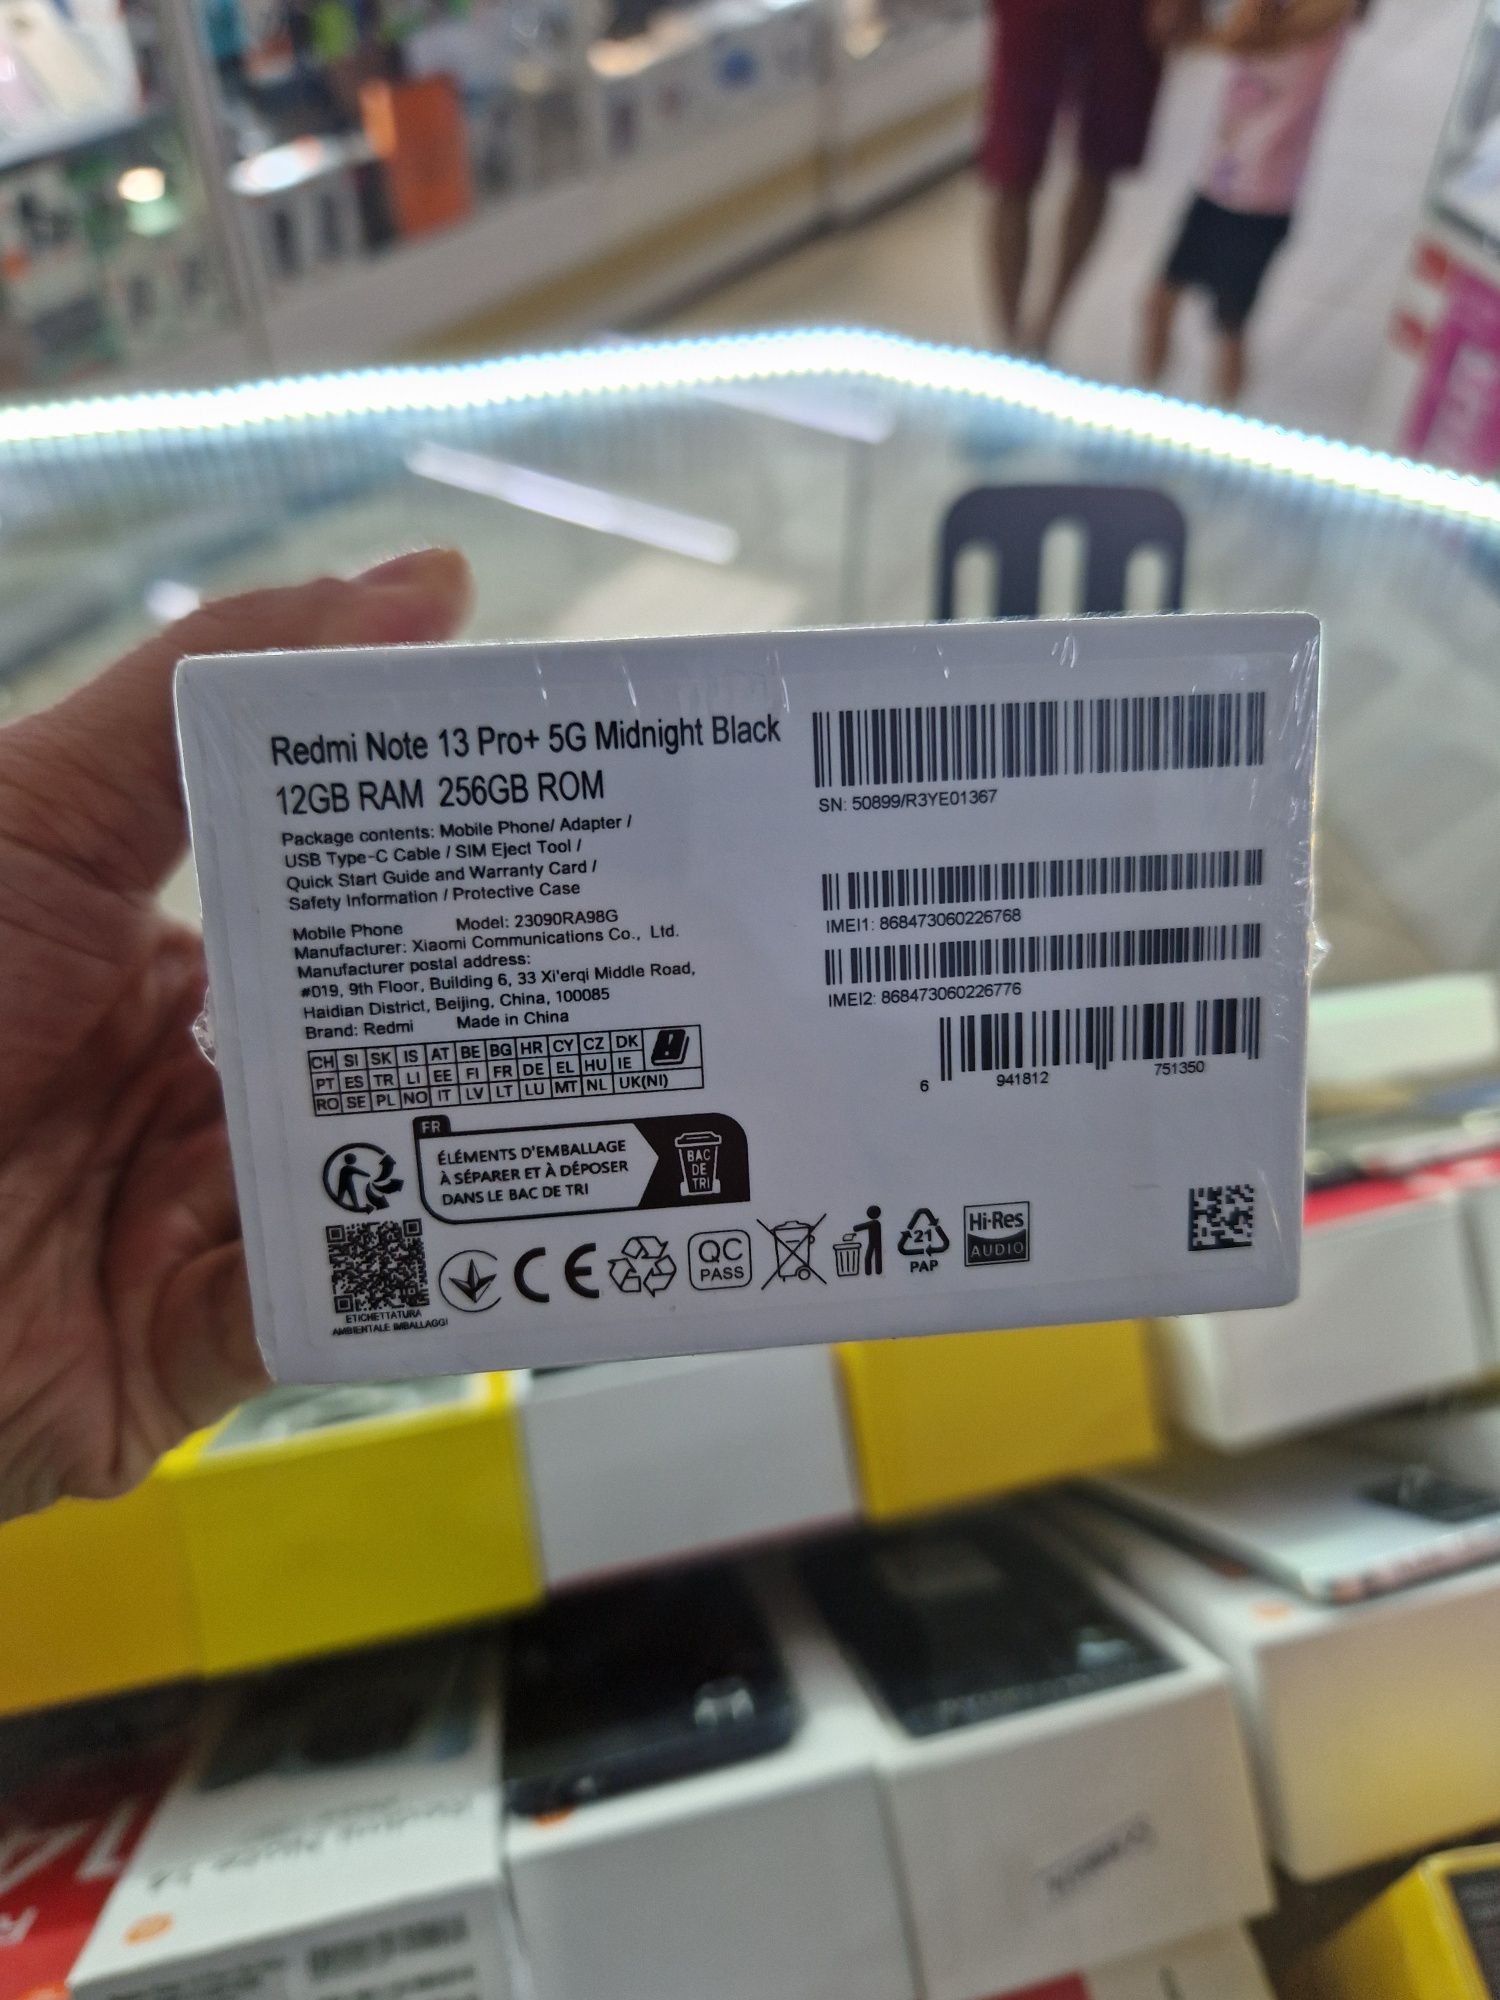 Redmi Note 13 Pro+ 5G Midnight Black
12GB RAM 256GB ROM
Package contents: Mobile Phone/ Adapter /
USB Type-C Cable / SIM Eject Tool /
Quick Start Guide and Warranty Card /
Safety Information / Protective Case
Mobile Phone Model: 23090RA98G
Manufacturer: Xiaomi Communications Co., Ltd.
Manufacturer postal address:
#019, 9th Floor, Building 6, 33 Xi'erqi Middle Road,
Haidian District, Beijing, China, 100085
Brand: Redmi Made in China
CH SI SK IS AT BE BG HR CY CZ DK
PT ES TR LI EE FI FR DE EL HU IE
RO SE PL NO IT LV LT LU MT NL UK(NI)
SN: 50899/R3YE01367
IMEI1: 868473060226768
IMEI2: 868473060226776
6 941812 751350
FR
ÉLÉMENTS D'EMBALLAGE
À SÉPARER ET À DÉPOSER
DANS LE BAC DE TRI
BAC
DE
TRI
ETICHETTATURA
AMBIENTALE IMBALLAGGI
CE
QC
PASS
21
PAP
Hi-Res
AUDIO